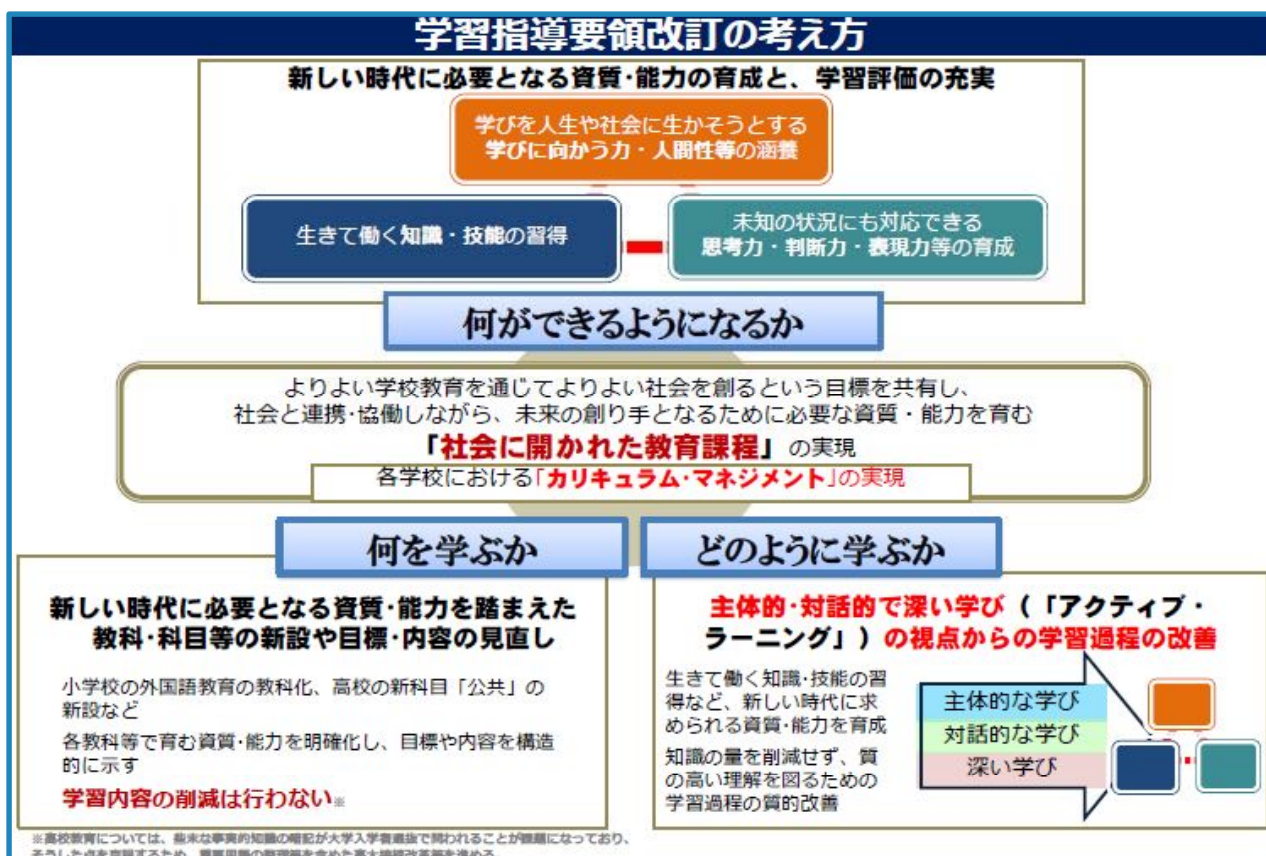 学習指導要領改訂の考え方
新しい時代に必要となる資質･能力の育成と、学習評価の充実
学びを人生や社会に生かそうとする
学びに向かう力・人間性等の涵養
生きて働く知識・技能の習得
未知の状況にも対応できる
思考力・判断力・表現力等の育成
何ができるようになるか
よりよい学校教育を通じてよりよい社会を創るという目標を共有し、
社会と連携･協働しながら、未来の創り手となるために必要な資質・能力を育む
「社会に開かれた教育課程」の実現
各学校における｢カリキュラム･マネジメント｣の実現
何を学ぶか
新しい時代に必要となる資質･能力を踏まえた
教科･科目等の新設や目標･内容の見直し
小学校の外国語教育の教科化、高校の新科目「公共」の
新設など
各教科等で育む資質･能力を明確化し、目標や内容を構造
的に示す
学習内容の削減は行わない※
どのように学ぶか
主体的･対話的で深い学び（「アクティブ・
ラーニング」）の視点からの学習過程の改善
生きて働く知識･技能の習
得など、新しい時代に求
められる資質･能力を育成
知識の量を削減せず、質
の高い理解を図るための
学習過程の質的改善
主体的な学び
対話的な学び
深い学び
※高校教育については、些末な事実的知識の暗記が大学入学者選抜で問われることが課題になっており、